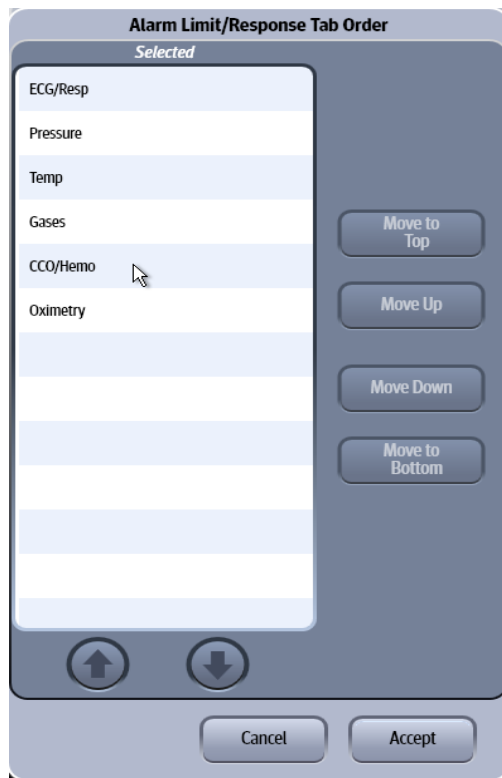 Alarm Limit/Response Tab Order
Selected
ECG/Resp
Pressure
Temp
Gases
CCO/Hemo
Oximetry
Move to
Top
Move Up
Move Down
Move to
Bottom
Cancel
Accept